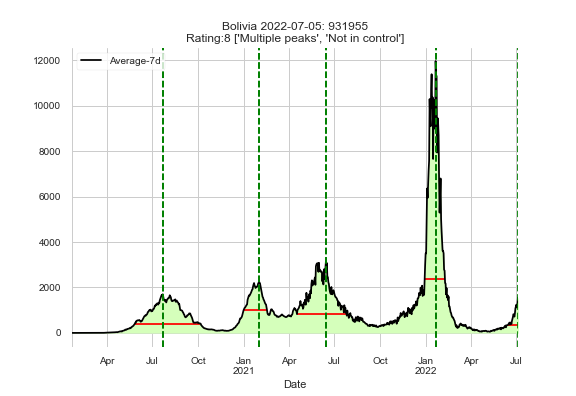 Bolivia 2022-07-05: 931955
Rating:8 ['Multiple peaks', 'Not in control']
Average-7d
12000
10000
8000
6000
4000
2000
0
Apr Jul Oct Jan Apr Jul Oct Jan Apr Jul
2021 2022
Date